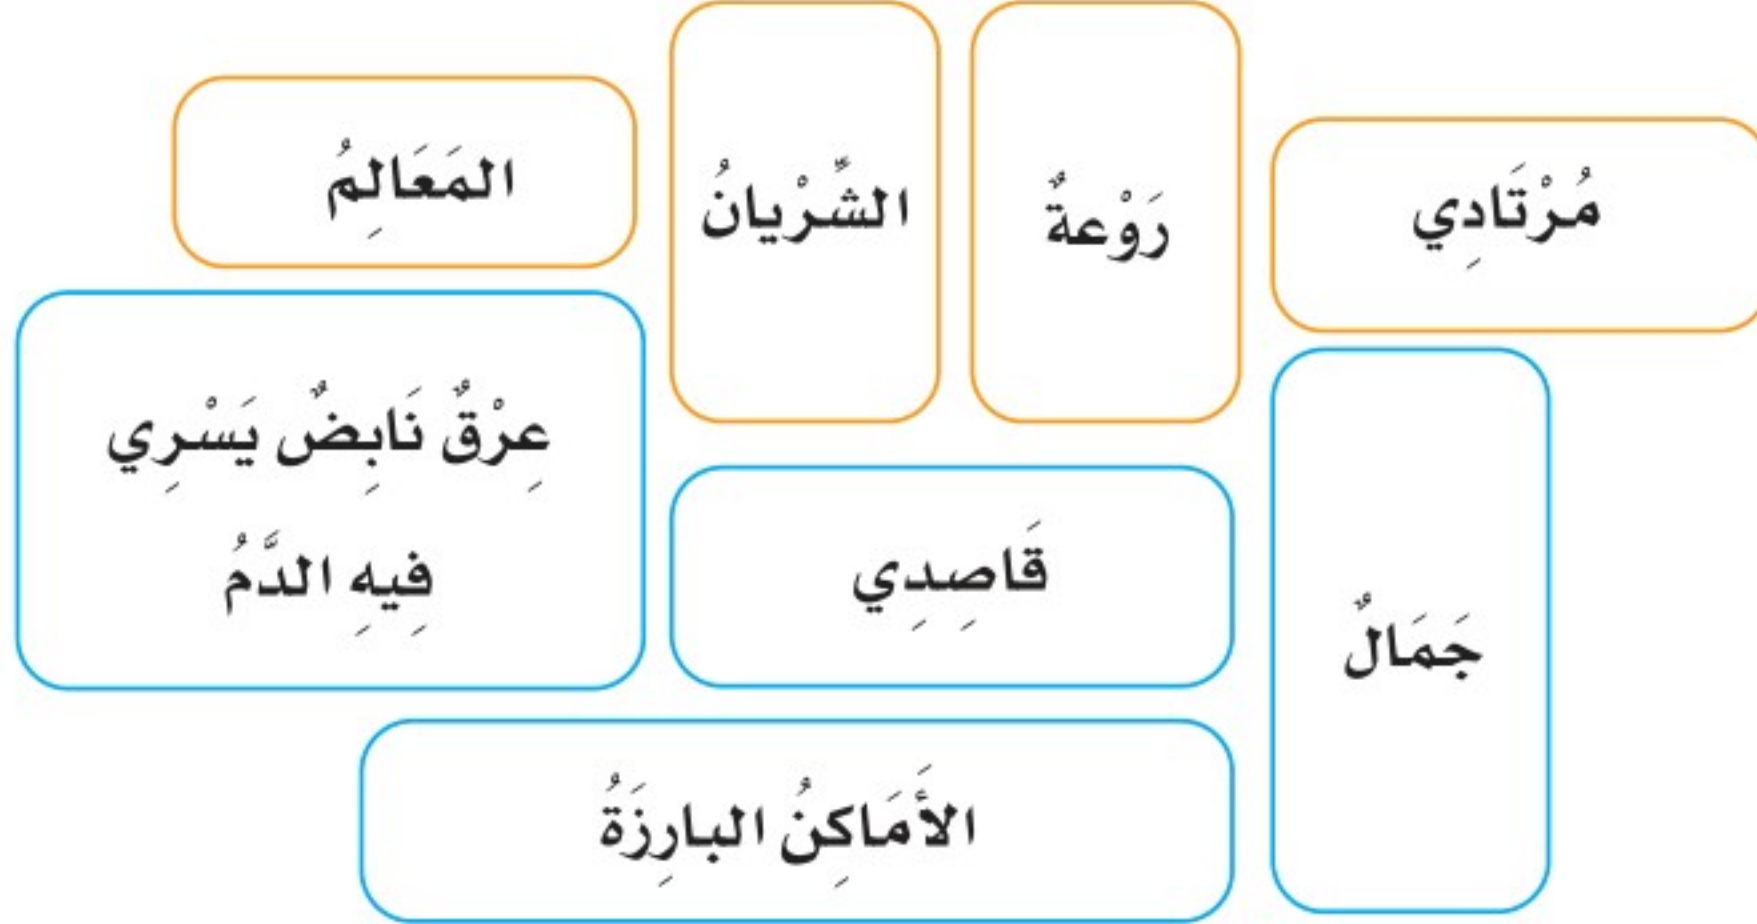 مُرْتَادِي
رَوْعةٌ
الشِّرْيانُ
المَعَالِمُ
جَمَالٌ
قَاصِدِي
عِرْقٌ نَابِضٌ يَسْرِي
فِيهِ الدَّمُ
الأَمَاكِنُ البارِزَةُ